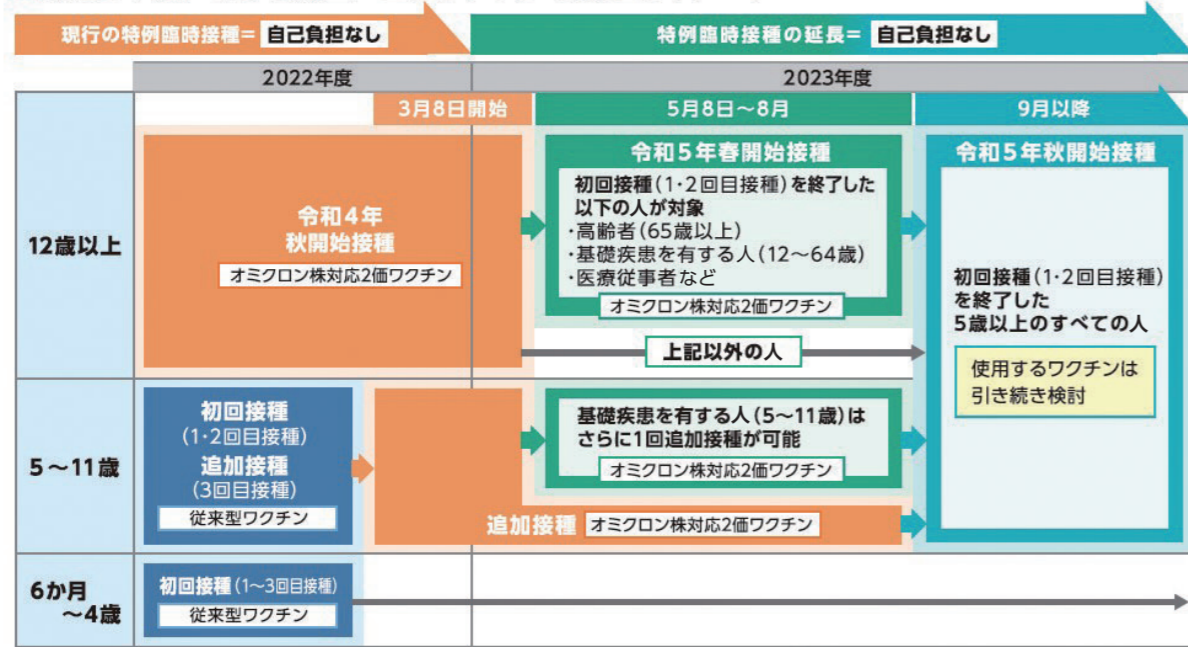 現行の特例臨時接種= 自己負担なし
特例臨時接種の延長= 自己負担なし
2022年度
2023年度
3月8日開始
5月8日～8月
9月以降
12歳以上
令和4年
秋開始接種
オミクロン株対応2価ワクチン
令和5年春開始接種
初回接種(1・2回目接種)を終了した
以下の人が対象
・高齢者(65歳以上)
・基礎疾患を有する人(12～64歳)
・医療従事者など
オミクロン株対応2価ワクチン
上記以外の人
令和5年秋開始接種
初回接種(1・2回目接種)
を終了した
5歳以上のすべての人
使用するワクチンは
引き続き検討
5～11歳
初回接種
(1・2回目接種)
追加接種
(3回目接種)
従来型ワクチン
基礎疾患を有する人(5～11歳)は
さらに1回追加接種が可能
オミクロン株対応2価ワクチン
追加接種 オミクロン株対応2価ワクチン
6か月
～4歳
初回接種(1～3回目接種)
従来型ワクチン